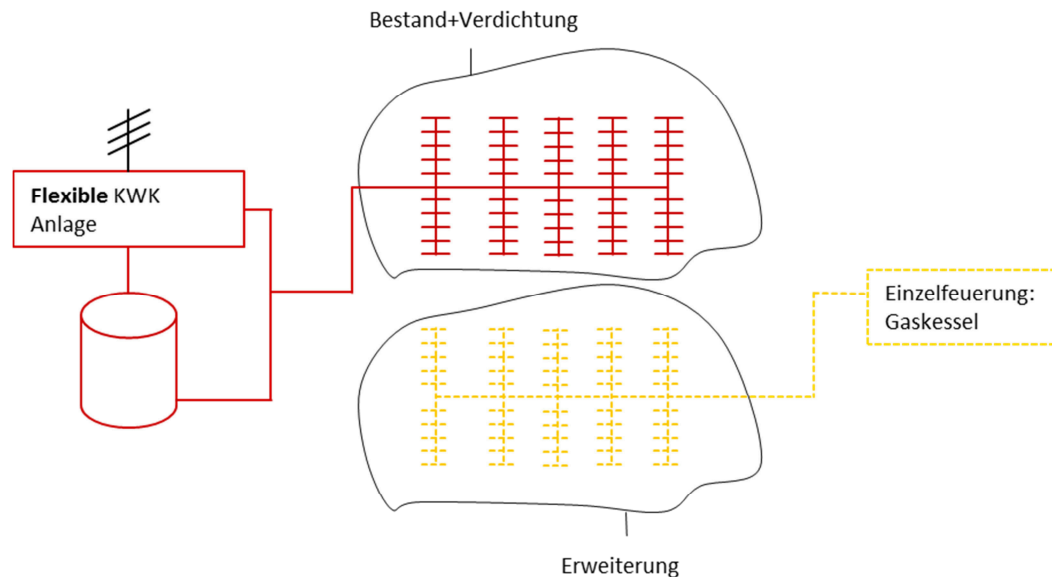 Bestand+Verdichtung
Flexible KWK
Anlage
Einzelfeuerung:
Gaskessel
Erweiterung